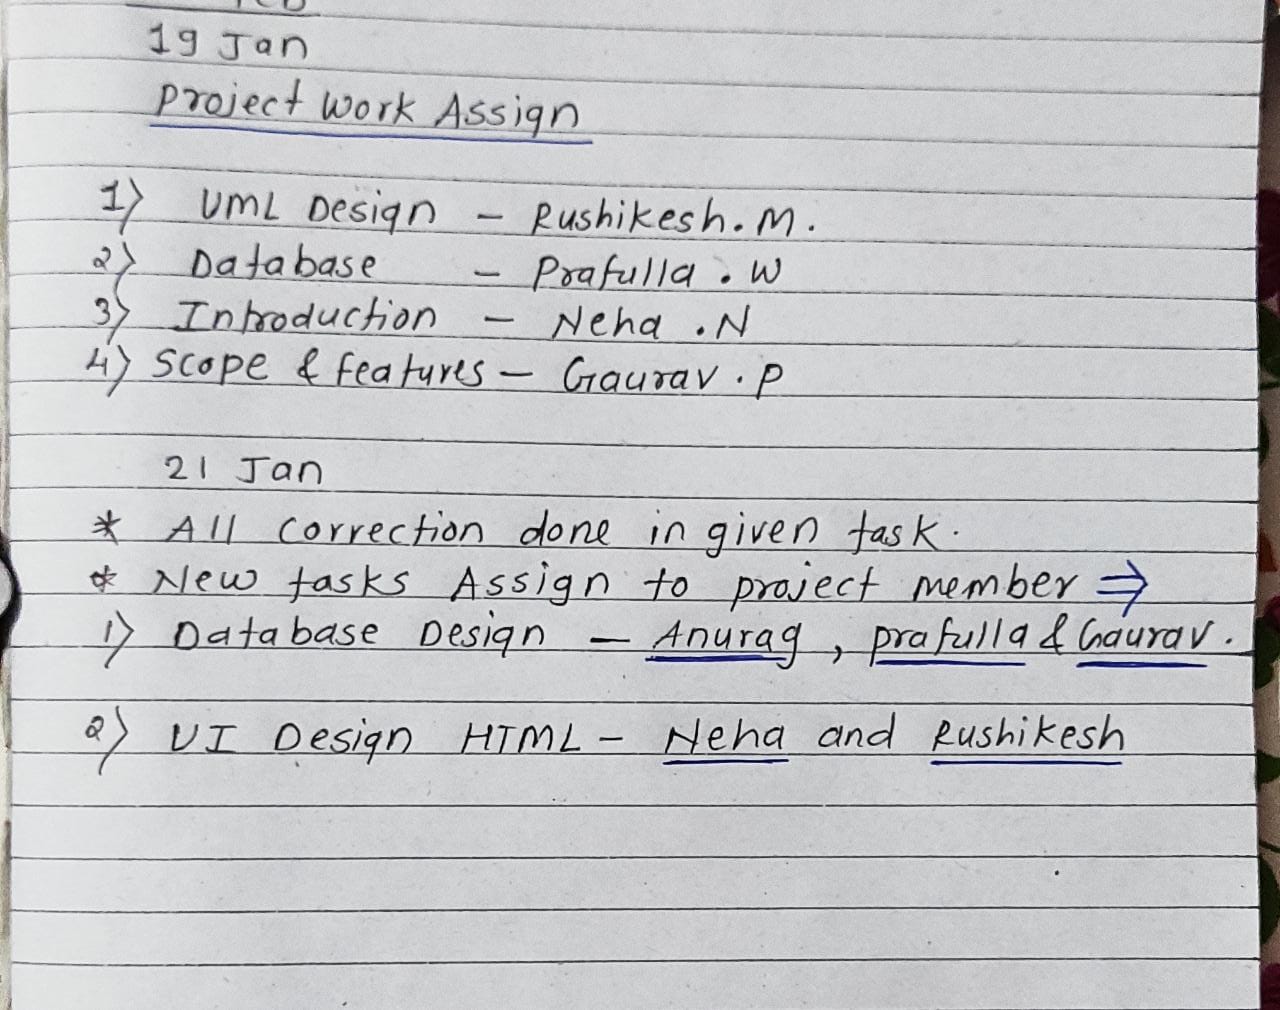 19 Jan
Project Work Assign
1) UML Design - Rushikesh.M.
2) Database - Prafulla.W
3) Introduction - Neha.N
4) Scope & features - Gaurav.P
21 Jan
* All correction done in given task.
* New tasks Assign to project member ⇒
1) Database Design - Anurag, prafulla & Gaurav.
2) UI Design HTML - Neha and Rushikesh